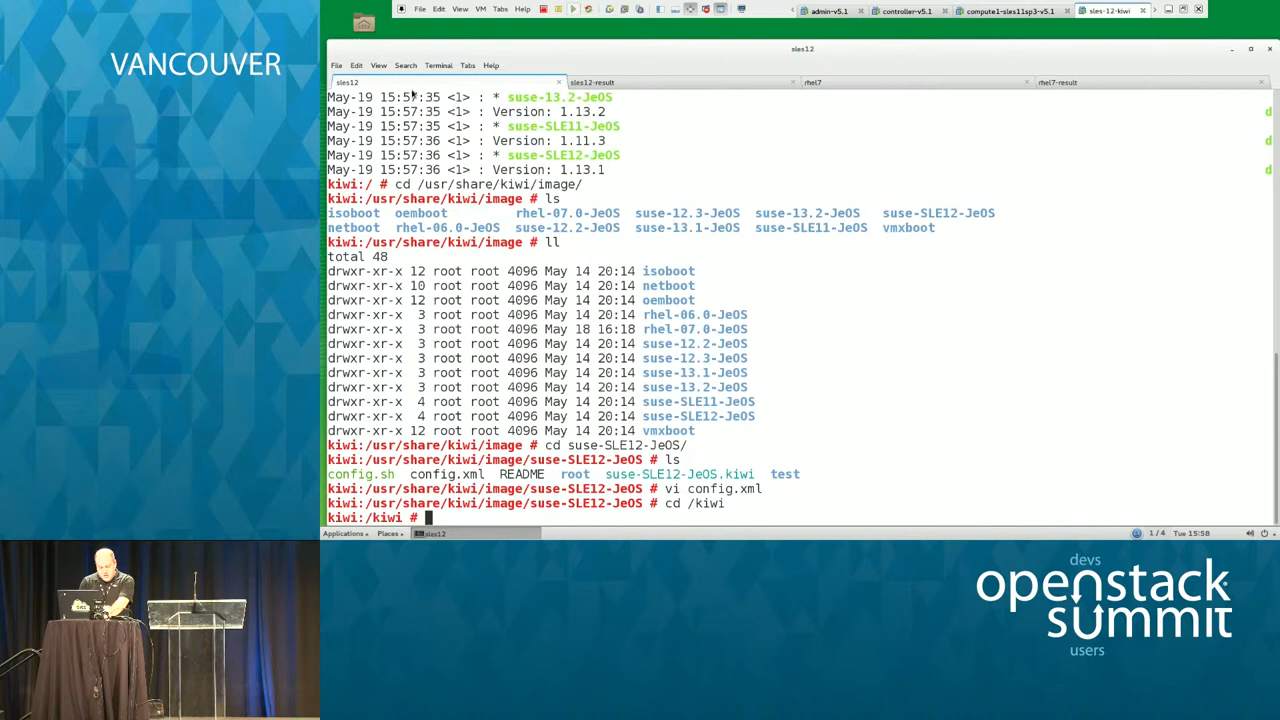 VANCOUVER
File Edit View VM Tabs Help
admin-v5.1 controller-v5.1 compute1-sles11sp3-v5.1 sles-12-kiwi
sles12
File Edit View Search Terminal Tabs Help
sles12 sles12-result rhel7 rhel7-result
May-19 15:57:35 <1> : * suse-13.2-JeOS
May-19 15:57:35 <1> : Version: 1.13.2 d
May-19 15:57:35 <1> : * suse-SLE11-JeOS
May-19 15:57:36 <1> : Version: 1.11.3 d
May-19 15:57:36 <1> : * suse-SLE12-JeOS
May-19 15:57:36 <1> : Version: 1.13.1 d
kiwi:/ # cd /usr/share/kiwi/image/
kiwi:/usr/share/kiwi/image # ls
isoboot oemboot rhel-07.0-JeOS suse-12.3-JeOS suse-13.2-JeOS suse-SLE12-JeOS
netboot rhel-06.0-JeOS suse-12.2-JeOS suse-13.1-JeOS suse-SLE11-JeOS vmxboot
kiwi:/usr/share/kiwi/image # ll
total 48
drwxr-xr-x 12 root root 4096 May 14 20:14 isoboot
drwxr-xr-x 10 root root 4096 May 14 20:14 netboot
drwxr-xr-x 12 root root 4096 May 14 20:14 oemboot
drwxr-xr-x 3 root root 4096 May 14 20:14 rhel-06.0-JeOS
drwxr-xr-x 3 root root 4096 May 18 16:18 rhel-07.0-JeOS
drwxr-xr-x 3 root root 4096 May 14 20:14 suse-12.2-JeOS
drwxr-xr-x 3 root root 4096 May 14 20:14 suse-12.3-JeOS
drwxr-xr-x 3 root root 4096 May 14 20:14 suse-13.1-JeOS
drwxr-xr-x 3 root root 4096 May 14 20:14 suse-13.2-JeOS
drwxr-xr-x 4 root root 4096 May 14 20:14 suse-SLE11-JeOS
drwxr-xr-x 4 root root 4096 May 14 20:14 suse-SLE12-JeOS
drwxr-xr-x 12 root root 4096 May 14 20:14 vmxboot
kiwi:/usr/share/kiwi/image # cd suse-SLE12-JeOS/
kiwi:/usr/share/kiwi/image/suse-SLE12-JeOS # ls
config.sh config.xml README root suse-SLE12-JeOS.kiwi test
kiwi:/usr/share/kiwi/image/suse-SLE12-JeOS # vi config.xml
kiwi:/usr/share/kiwi/image/suse-SLE12-JeOS # cd /kiwi
kiwi:/kiwi #
Applications Places sles12 1 / 4 Tue 15:58
devs
openstack
summit
users